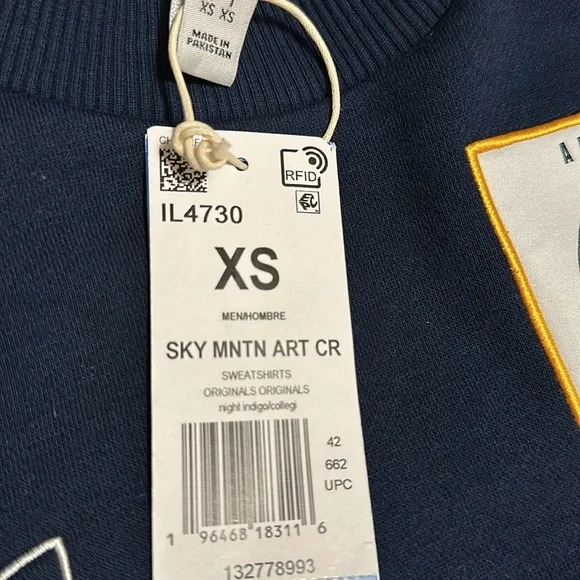 XS XS
MADE IN
PAKISTAN
RFID
IL4730
XS
MEN/HOMBRE
SKY MNTN ART CR
SWEATSHIRTS
ORIGINALS ORIGINALS
night indigo/collegi
42
662
UPC
1 96468 18311 6
132778993
A